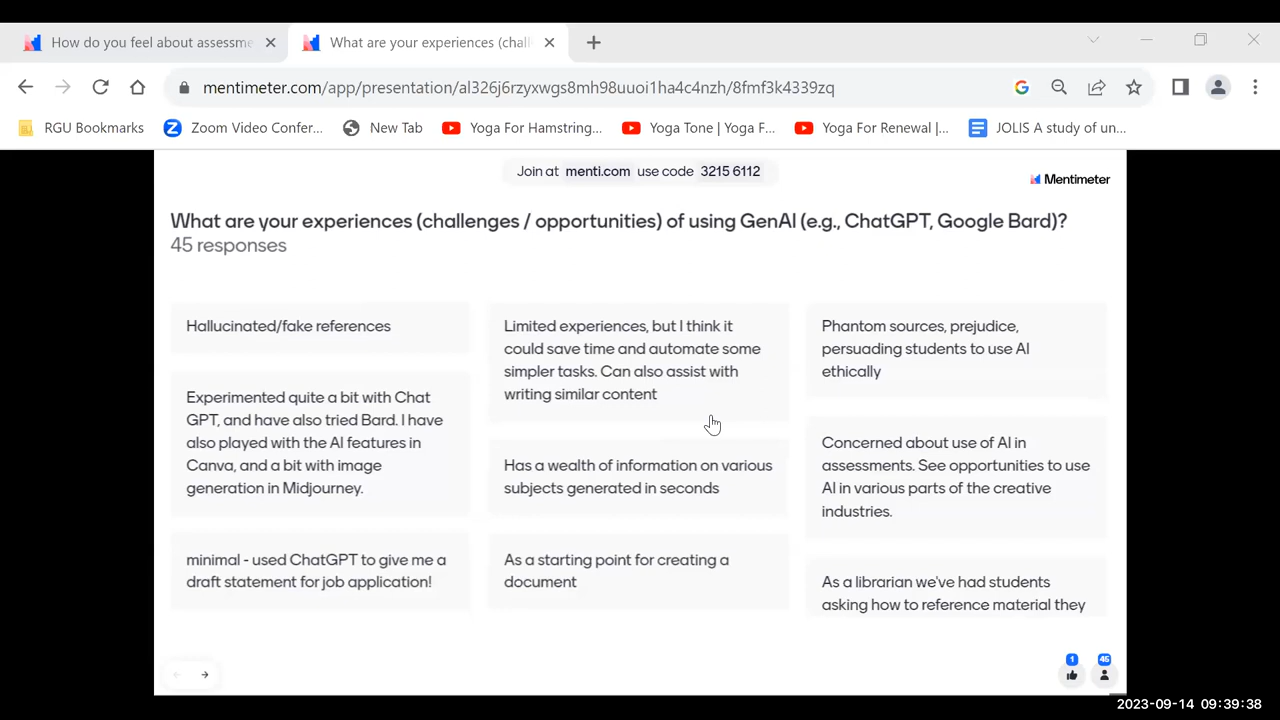 How do you feel about assessme
What are your experiences (chall
mentimeter.com/app/presentation/al326j6rzyxwgs8mh98uuoi1ha4c4nzh/8fmf3k4339zq
RGU Bookmarks
Zoom Video Confer...
New Tab
Yoga For Hamstring...
Yoga Tone | Yoga F...
Yoga For Renewal |...
JOLIS A study of un...
Join at menti.com use code 3215 6112
Mentimeter
What are your experiences (challenges / opportunities) of using GenAI (e.g., ChatGPT, Google Bard)?
45 responses
Hallucinated/fake references
Experimented quite a bit with Chat
GPT, and have also tried Bard. I have
also played with the AI features in
Canva, and a bit with image
generation in Midjourney.
minimal - used ChatGPT to give me a
draft statement for job application!
Limited experiences, but I think it
could save time and automate some
simpler tasks. Can also assist with
writing similar content
Has a wealth of information on various
subjects generated in seconds
As a starting point for creating a
document
Phantom sources, prejudice,
persuading students to use AI
ethically
Concerned about use of AI in
assessments. See opportunities to use
AI in various parts of the creative
industries.
As a librarian we've had students
asking how to reference material they
1
45
2023-09-14 09:39:38